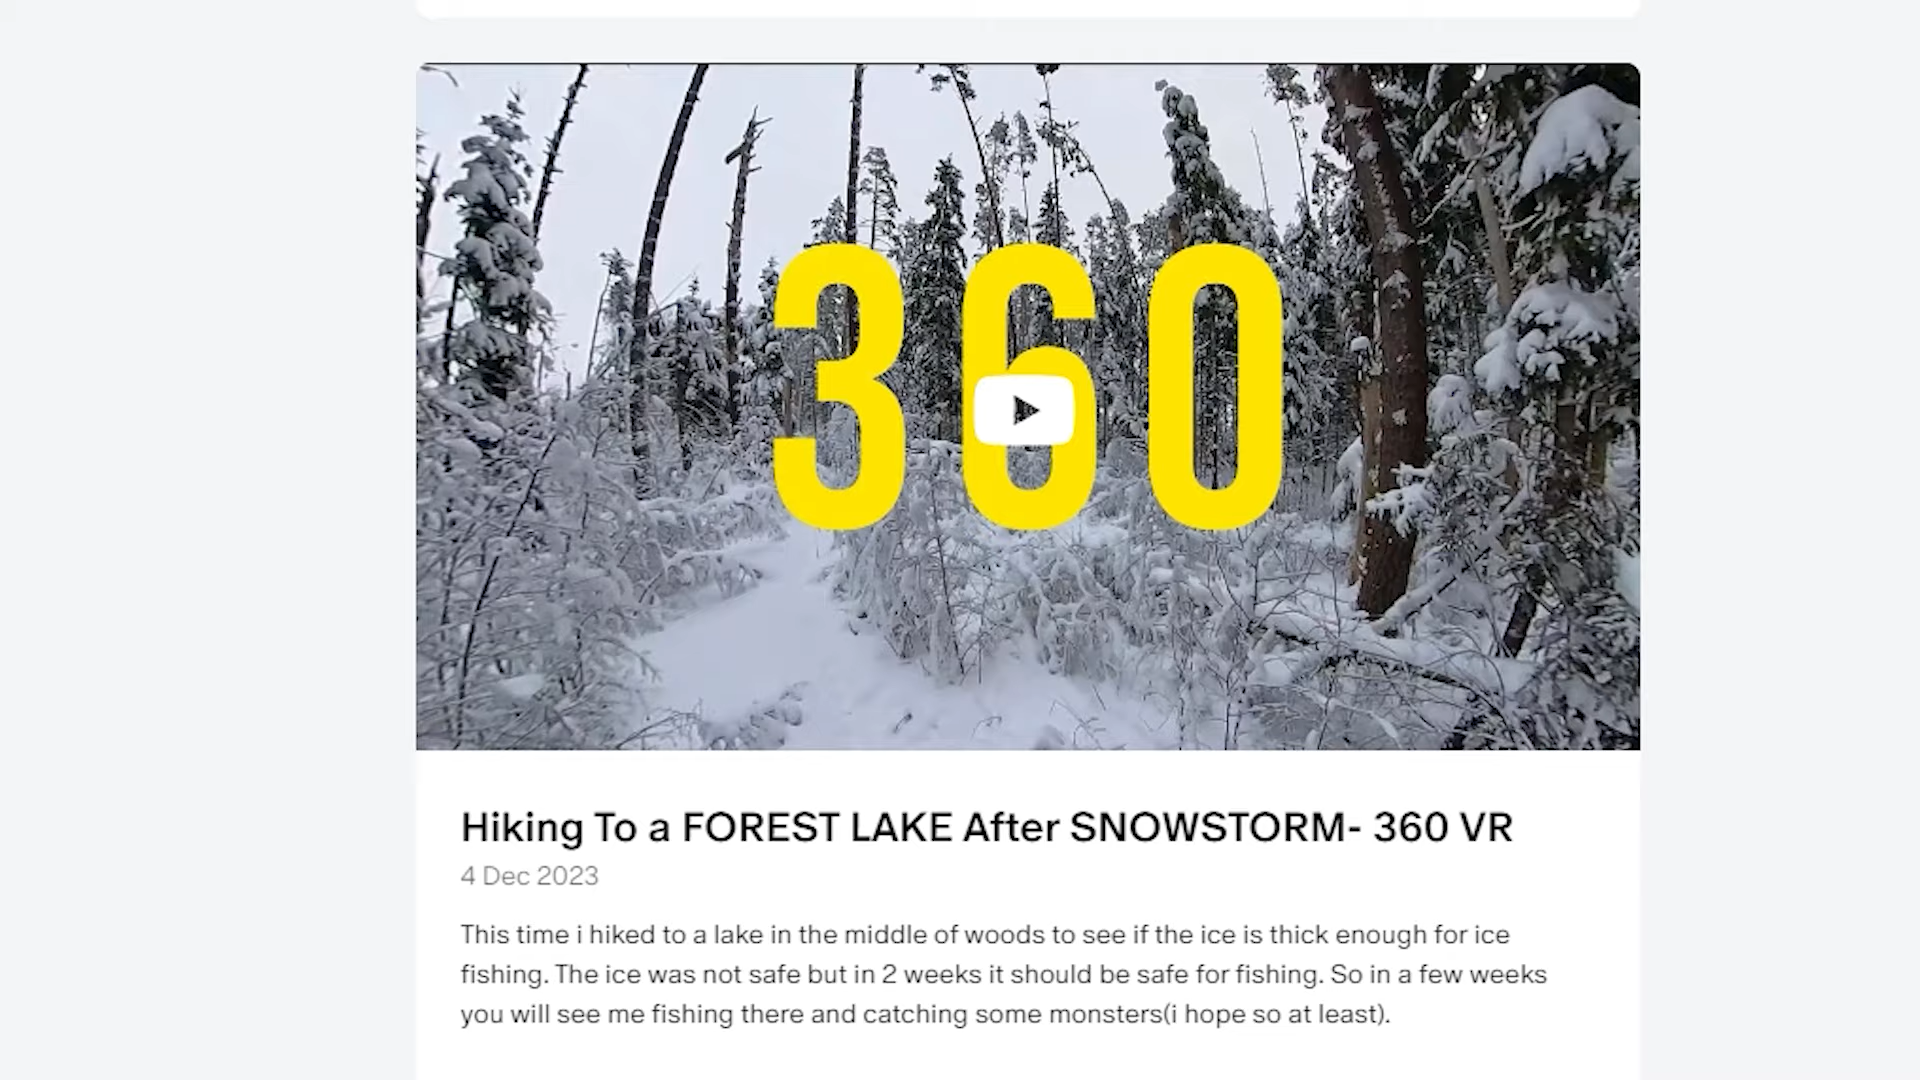 360
Hiking To a FOREST LAKE After SNOWSTORM- 360 VR
4 Dec 2023
This time i hiked to a lake in the middle of woods to see if the ice is thick enough for ice
fishing. The ice was not safe but in 2 weeks it should be safe for fishing. So in a few weeks
you will see me fishing there and catching some monsters(i hope so at least).